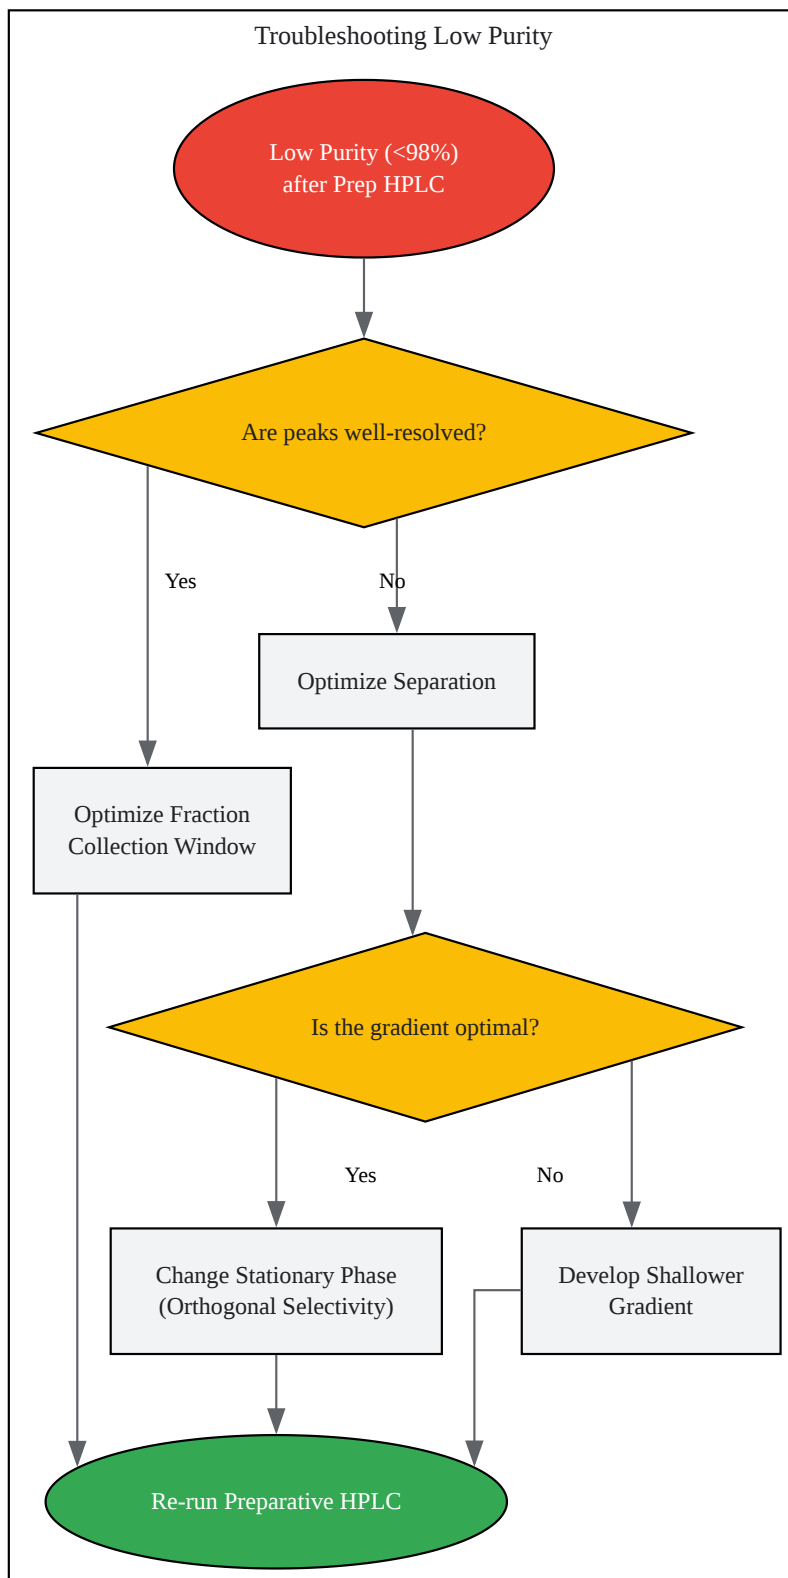 Troubleshooting Low Purity
Low Purity (<98%)
after Prep HPLC
Are peaks well-resolved?
Yes
No
Optimize Separation
Optimize Fraction
Collection Window
Is the gradient optimal?
Yes
No
Change Stationary Phase
(Orthogonal Selectivity)
Develop Shallower
Gradient
Re-run Preparative HPLC